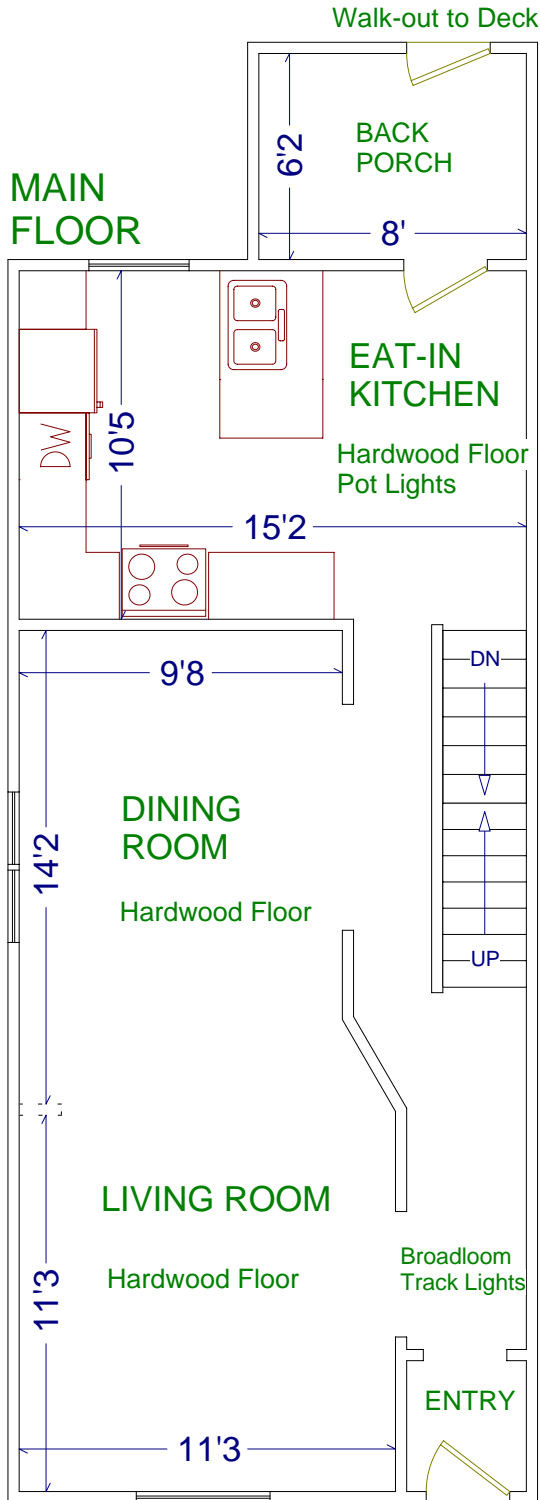 Walk-out to Deck
6'2
BACK
PORCH
8'
MAIN
FLOOR
EAT-IN
KITCHEN
DW
10'5
Hardwood Floor
Pot Lights
15'2
9'8
DN
DINING
ROOM
14'2
Hardwood Floor
UP
LIVING ROOM
Hardwood Floor
11'3
Broadloom
Track Lights
ENTRY
11'3